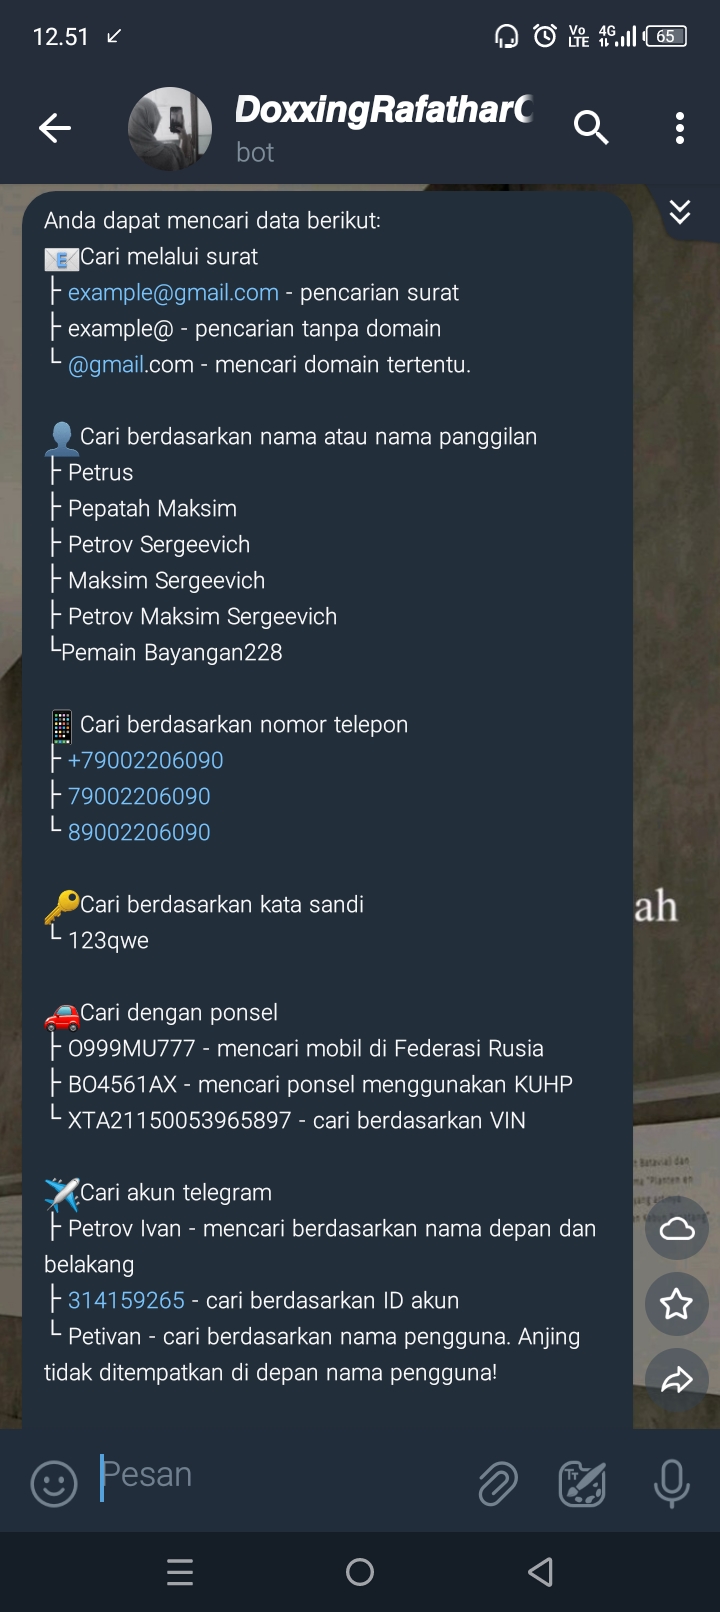 12.51
Vo LTE 4G 65
DoxxingRafathar
bot
Anda dapat mencari data berikut:
Cari melalui surat
├ example@gmail.com - pencarian surat
├ example@ - pencarian tanpa domain
└ @gmail.com - mencari domain tertentu.
Cari berdasarkan nama atau nama panggilan
├ Petrus
├ Pepatah Maksim
├ Petrov Sergeevich
├ Maksim Sergeevich
├ Petrov Maksim Sergeevich
└Pemain Bayangan228
Cari berdasarkan nomor telepon
├ +79002206090
├ 79002206090
└ 89002206090
Cari berdasarkan kata sandi
└ 123qwe
Cari dengan ponsel
├ O999MU777 - mencari mobil di Federasi Rusia
├ BO4561AX - mencari ponsel menggunakan KUHP
└ XTA21150053965897 - cari berdasarkan VIN
Cari akun telegram
├ Petrov Ivan - mencari berdasarkan nama depan dan
belakang
├ 314159265 - cari berdasarkan ID akun
└ Petivan - cari berdasarkan nama pengguna. Anjing
tidak ditempatkan di depan nama pengguna!
ah
Pesan